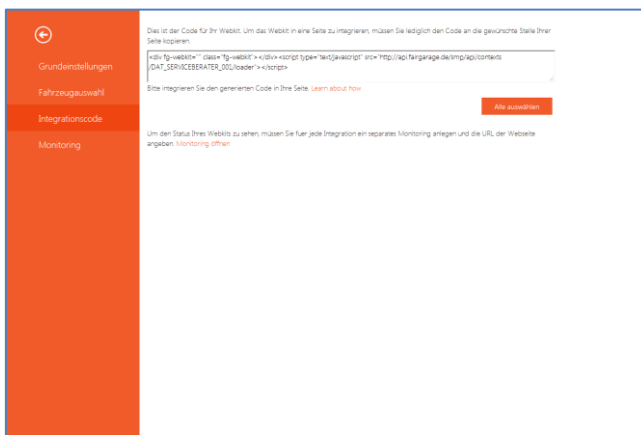 Dies ist der Code für Ihr Webkit. Um das Webkit in eine Seite zu integrieren, müssen Sie lediglich den Code an die gewünschte Stelle Ihrer
Seite kopieren.
<div fg-webkit="" class="fg-webkit"></div><script type="text/javascript" src="http://api.fairgarage.de/smp/api/contexts
/DAT_SERVICEBERATER_001/loader"></script>
Bitte integrieren Sie den generierten Code in Ihre Seite. Learn about how
Alle auswählen
Um den Status Ihres Webkits zu sehen, müssen Sie fuer jede Integration ein separates Monitoring anlegen und die URL der Webseite
angeben. Monitoring öffnen
Grundeinstellungen
Fahrzeugauswahl
Integrationscode
Monitoring